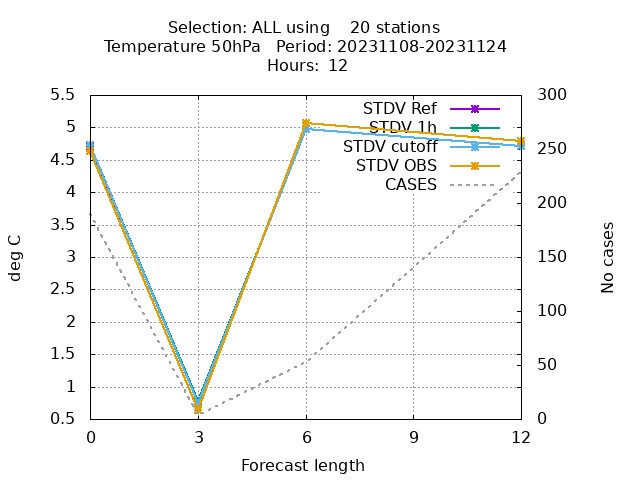 Selection: ALL using 20 stations
Temperature 50hPa Period: 20231108-20231124
Hours: 12
5.5
5
4.5
4
3.5
3
2.5
2
1.5
1
0.5
deg C
STDV Ref
STDV 1h
STDV cutoff
STDV OBS
CASES
300
250
200
150
100
50
0
No cases
0 3 6 9 12
Forecast length